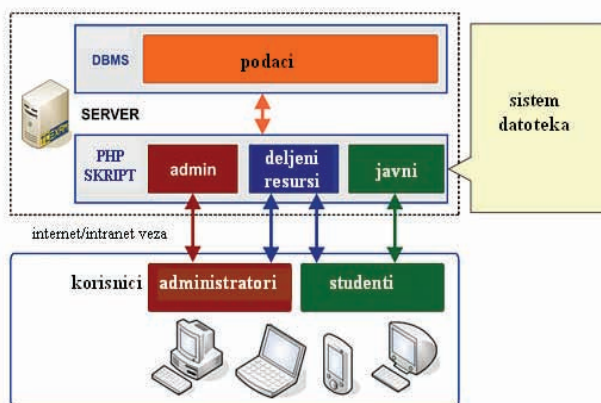 DBMS
podaci
SERVER
sistem
datoteka
PHP
SKRIPT
admin
deljeni
resursi
javni
internet/intranet veza
korisnici
administratori
studenti